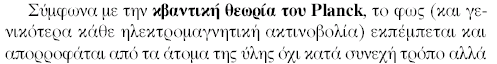 Σύμφωνα με την κβαντική θεωρία του Planck, το φως (και γε-
νικότερα κάθε ηλεκτρομαγνητική ακτινοβολία) εκπέμπεται και
απορροφάται από τα άτομα της ύλης όχι κατά συνεχή τρόπο αλλά